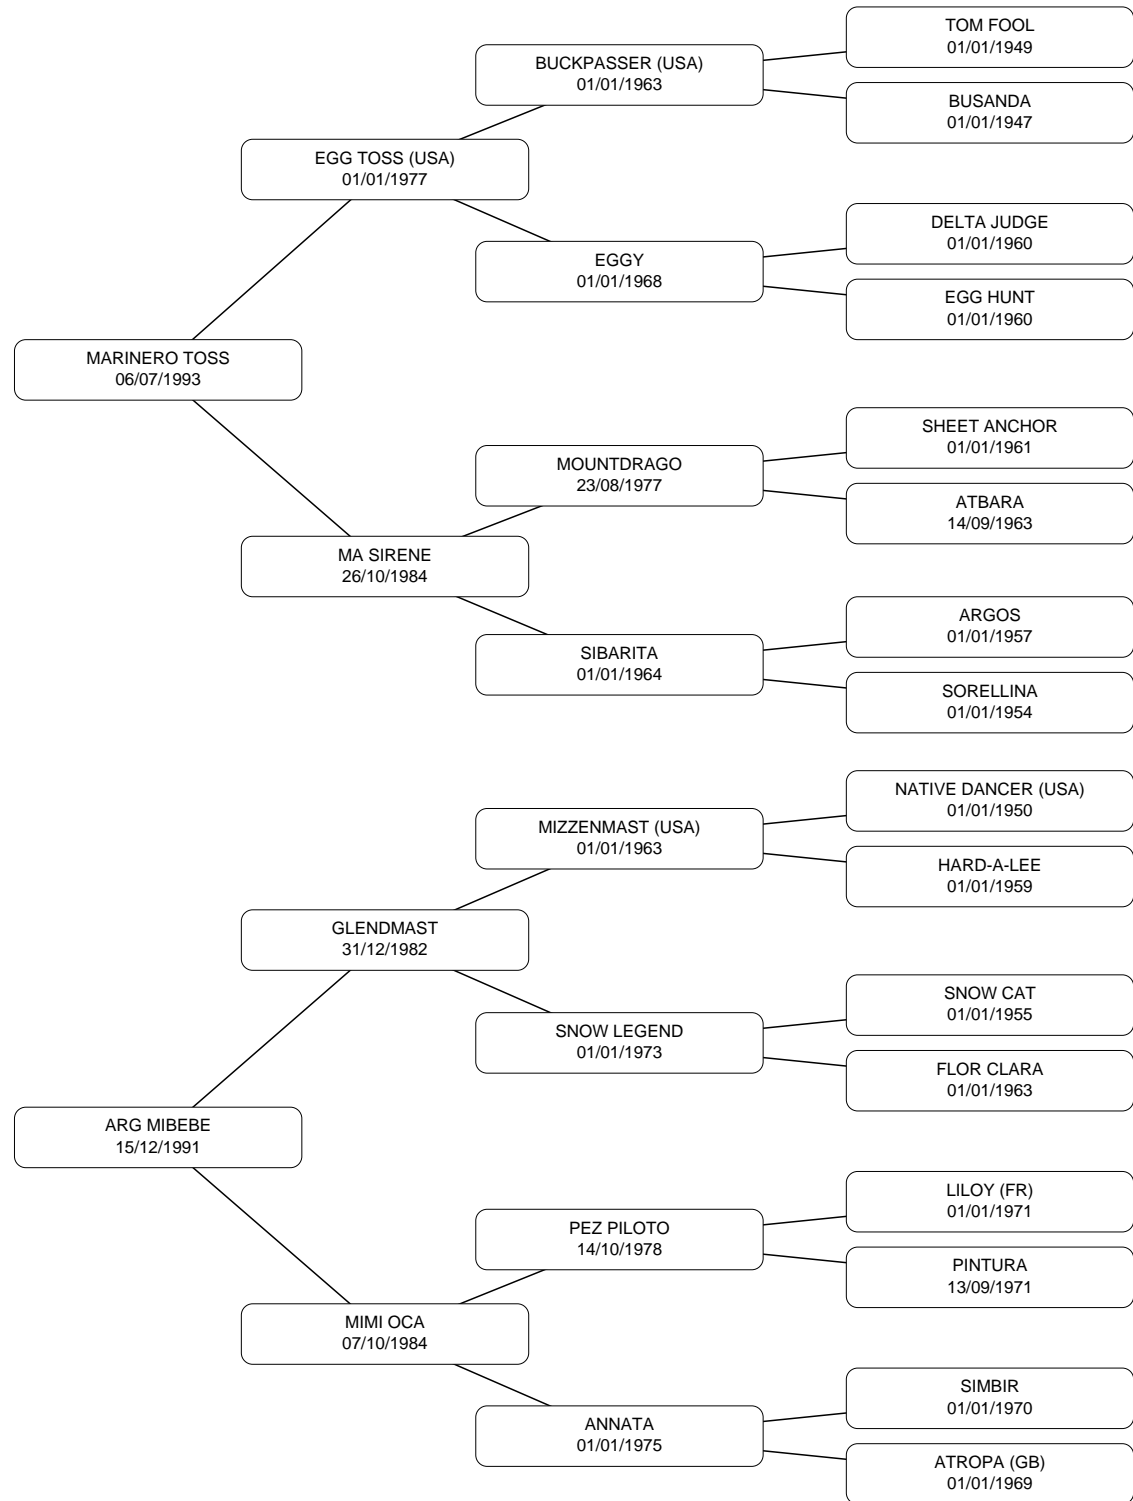 TOM FOOL
01/01/1949
BUCKPASSER (USA)
01/01/1963
BUSANDA
01/01/1947
EGG TOSS (USA)
01/01/1977
DELTA JUDGE
01/01/1960
EGGY
01/01/1968
EGG HUNT
01/01/1960
MARINERO TOSS
06/07/1993
SHEET ANCHOR
01/01/1961
MOUNTDRAGO
23/08/1977
ATBARA
14/09/1963
MA SIRENE
26/10/1984
ARGOS
01/01/1957
SIBARITA
01/01/1964
SORELLINA
01/01/1954
NATIVE DANCER (USA)
01/01/1950
MIZZENMAST (USA)
01/01/1963
HARD-A-LEE
01/01/1959
GLENDMAST
31/12/1982
SNOW CAT
01/01/1955
SNOW LEGEND
01/01/1973
FLOR CLARA
01/01/1963
ARG MIBEBE
15/12/1991
LILOY (FR)
01/01/1971
PEZ PILOTO
14/10/1978
PINTURA
13/09/1971
MIMI OCA
07/10/1984
SIMBIR
01/01/1970
ANNATA
01/01/1975
ATROPA (GB)
01/01/1969